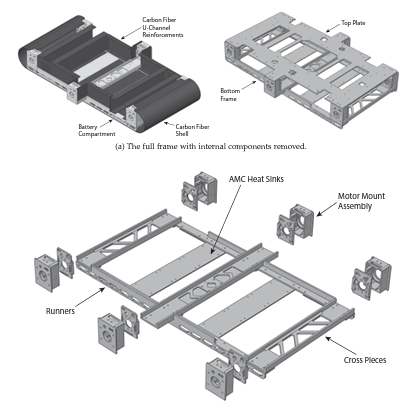 Carbon Fiber
U-Channel
Reinforcements
Top Plate
Battery
Compartment
Carbon Fiber
Shell
Bottom
Frame
(a) The full frame with internal components removed.
AMC Heat Sinks
Motor Mount
Assembly
Runners
Cross Pieces